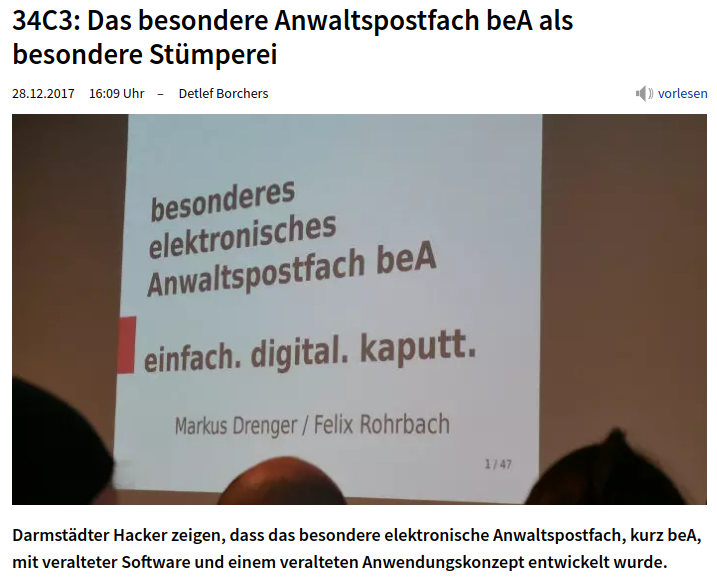 34C3: Das besondere Anwaltspostfach beA als
besondere Stümperei
28.12.2017 16:09 Uhr – Detlef Borchers
vorlesen
besonderes
elektronisches
Anwaltspostfach beA
einfach. digital. kaputt.
Markus Drenger / Felix Rohrbach
1 / 47
Darmstädter Hacker zeigen, dass das besondere elektronische Anwaltspostfach, kurz beA,
mit veralteter Software und einem veralteten Anwendungskonzept entwickelt wurde.